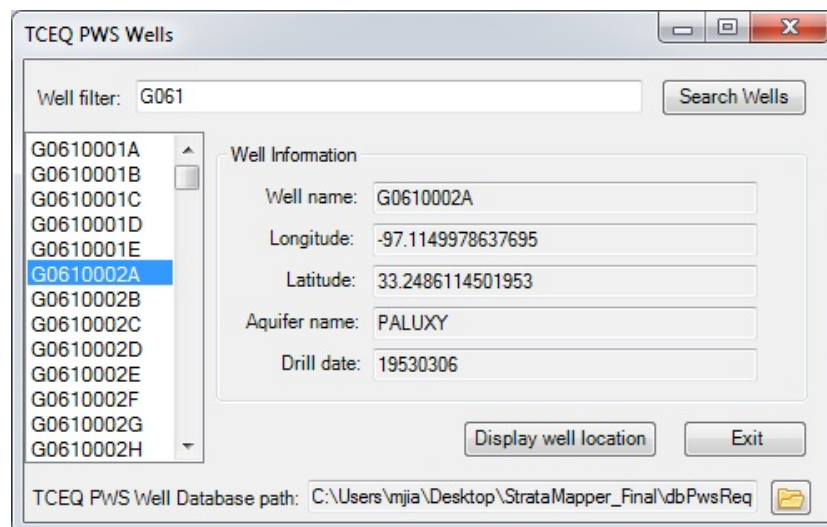 TCEQ PWS Wells
Well filter: G061 Search Wells
G0610001A
G0610001B
G0610001C
G0610001D
G0610001E
G0610002A
G0610002B
G0610002C
G0610002D
G0610002E
G0610002F
G0610002G
G0610002H
Well Information
Well name: G0610002A
Longitude: -97.1149978637695
Latitude: 33.2486114501953
Aquifer name: PALUXY
Drill date: 19530306
Display well location Exit
TCEQ PWS Well Database path: C:\Users\mjia\Desktop\StrataMapper_Final\dbPwsReq